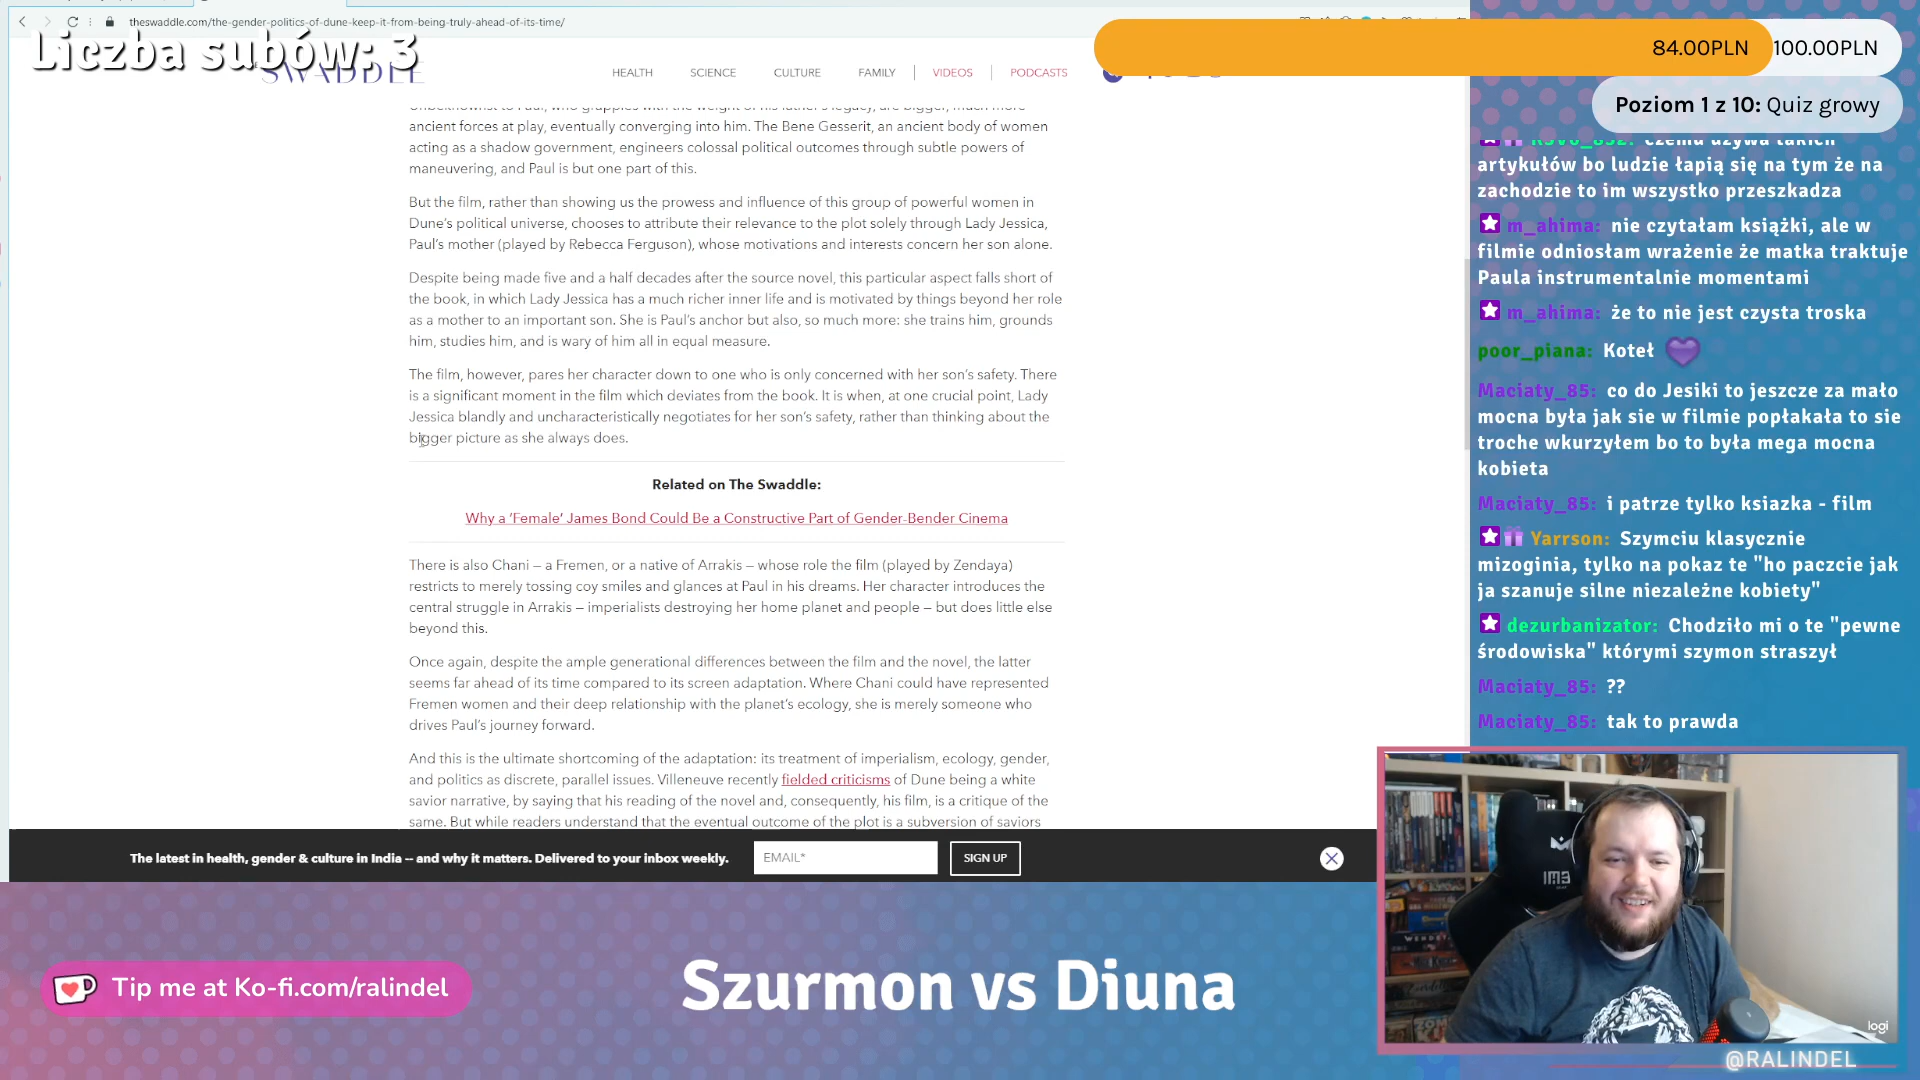 theswaddle.com/the-gender-politics-of-dune-keep-it-from-being-truly-ahead-of-its-time/
Liczba subów: 3
SWADDLE
HEALTH
SCIENCE
CULTURE
FAMILY
VIDEOS
PODCASTS
84.00PLN
100.00PLN
Poziom 1 z 10: Quiz growy
Unbeknownst to Paul, who grapples with the weight of his father's legacy, are bigger, much more
ancient forces at play, eventually converging into him. The Bene Gesserit, an ancient body of women
acting as a shadow government, engineers colossal political outcomes through subtle powers of
maneuvering, and Paul is but one part of this.
But the film, rather than showing us the prowess and influence of this group of powerful women in
Dune's political universe, chooses to attribute their relevance to the plot solely through Lady Jessica,
Paul's mother (played by Rebecca Ferguson), whose motivations and interests concern her son alone.
Despite being made five and a half decades after the source novel, this particular aspect falls short of
the book, in which Lady Jessica has a much richer inner life and is motivated by things beyond her role
as a mother to an important son. She is Paul's anchor but also, so much more: she trains him, grounds
him, studies him, and is wary of him all in equal measure.
The film, however, pares her character down to one who is only concerned with her son's safety. There
is a significant moment in the film which deviates from the book. It is when, at one crucial point, Lady
Jessica blandly and uncharacteristically negotiates for her son's safety, rather than thinking about the
bigger picture as she always does.
Related on The Swaddle:
Why a 'Female' James Bond Could Be a Constructive Part of Gender-Bender Cinema
There is also Chani – a Fremen, or a native of Arrakis – whose role the film (played by Zendaya)
restricts to merely tossing coy smiles and glances at Paul in his dreams. Her character introduces the
central struggle in Arrakis – imperialists destroying her home planet and people – but does little else
beyond this.
Once again, despite the ample generational differences between the film and the novel, the latter
seems far ahead of its time compared to its screen adaptation. Where Chani could have represented
Fremen women and their deep relationship with the planet's ecology, she is merely someone who
drives Paul's journey forward.
And this is the ultimate shortcoming of the adaptation: its treatment of imperialism, ecology, gender,
and politics as discrete, parallel issues. Villeneuve recently fielded criticisms of Dune being a white
savior narrative, by saying that his reading of the novel and, consequently, his film, is a critique of the
same. But while readers understand that the eventual outcome of the plot is a subversion of saviors
The latest in health, gender & culture in India -- and why it matters. Delivered to your inbox weekly.
EMAIL*
SIGN UP
czemu używa takich
artykułów bo ludzie łapią się na tym że na
zachodzie to im wszystko przeszkadza
m_ahima: nie czytałam książki, ale w
filmie odniosłam wrażenie że matka traktuje
Paula instrumentalnie momentami
m_ahima: że to nie jest czysta troska
poor_piana: Koteł
Maciaty_85: co do Jesiki to jeszcze za mało
mocna była jak sie w filmie popłakała to sie
troche wkurzyłem bo to była mega mocna
kobieta
Maciaty_85: i patrze tylko ksiazka - film
Yarrson: Szymciu klasycznie
mizoginia, tylko na pokaz te "ho paczcie jak
ja szanuje silne niezależne kobiety"
dezurbanizator: Chodziło mi o te "pewne
środowiska" którymi szymon straszył
Maciaty_85: ??
Maciaty_85: tak to prawda
Tip me at Ko-fi.com/ralindel
Szurmon vs Diuna
logi
@RALINDEL